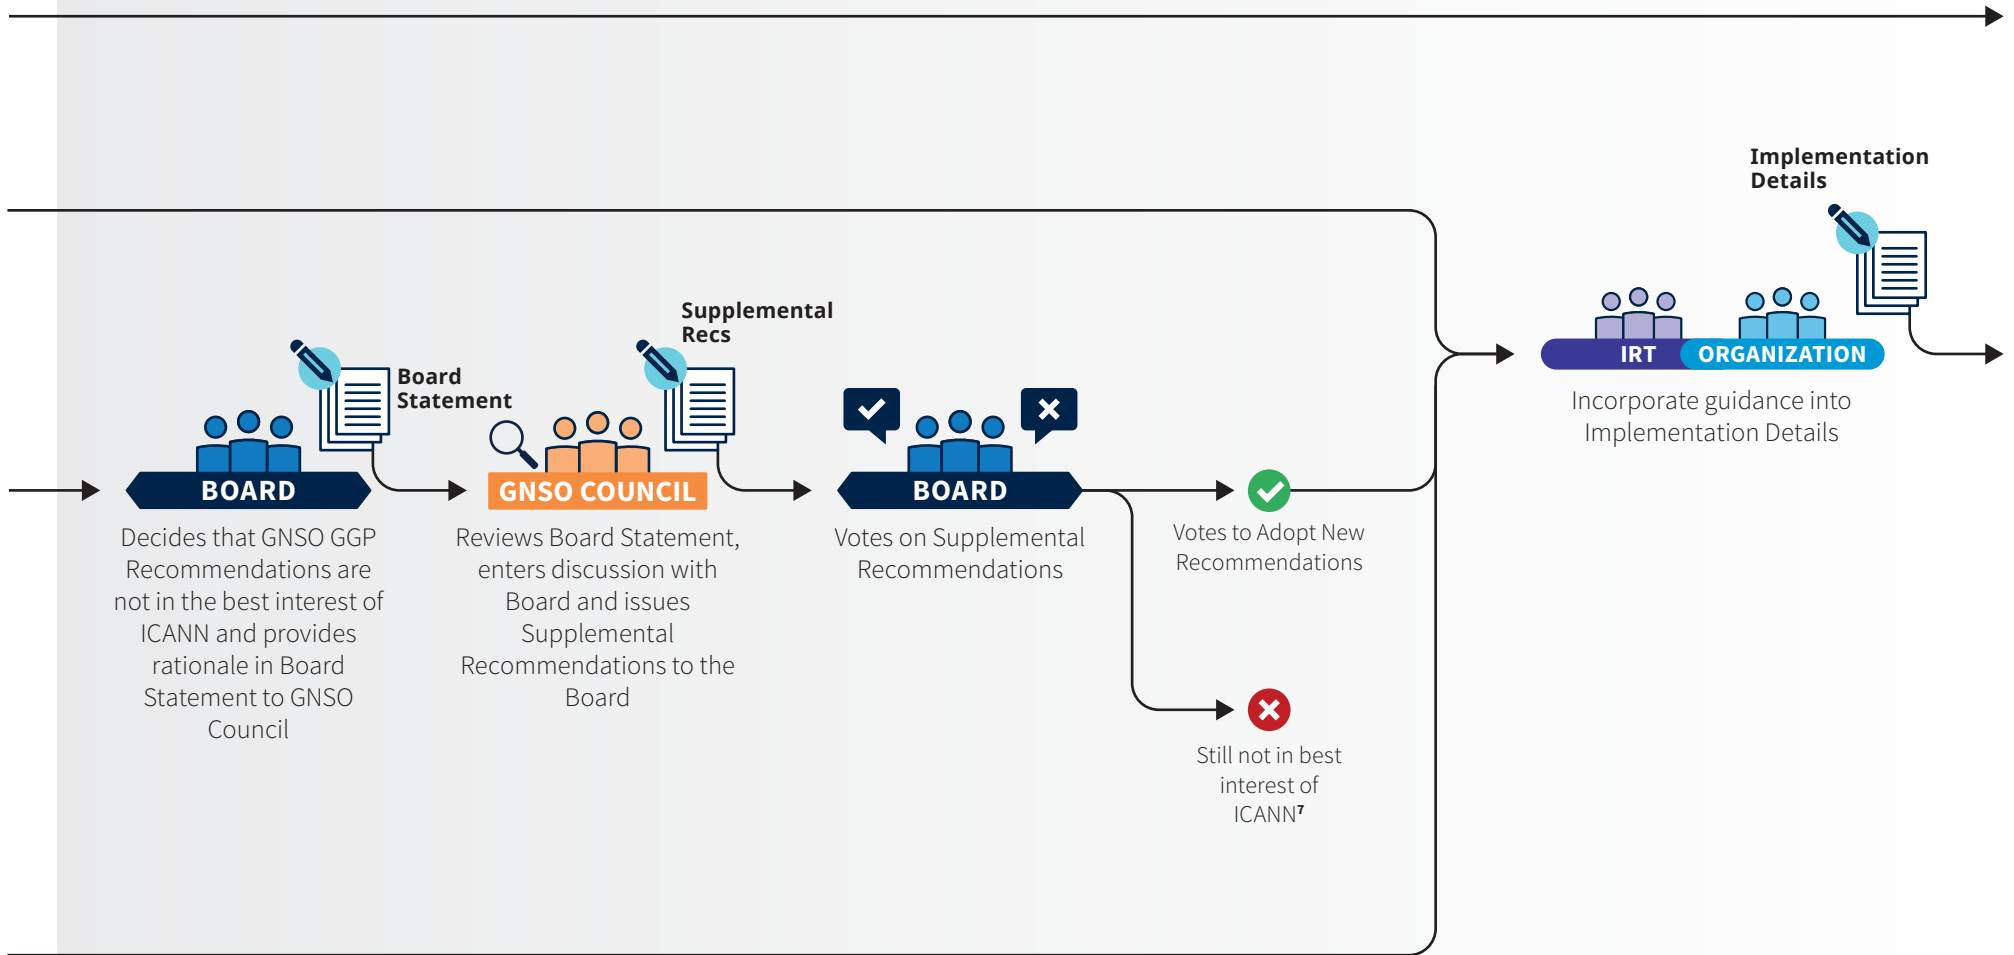 Implementation
Details
Supplemental
Recs
Board
Statement
IRT
ORGANIZATION
Incorporate guidance into
Implementation Details
BOARD
Decides that GNSO GGP
Recommendations are
not in the best interest of
ICANN and provides
rationale in Board
Statement to GNSO
Council
GNSO COUNCIL
Reviews Board Statement,
enters discussion with
Board and issues
Supplemental
Recommendations to the
Board
BOARD
Votes on Supplemental
Recommendations
Votes to Adopt New
Recommendations
Still not in best
interest of
ICANN⁷